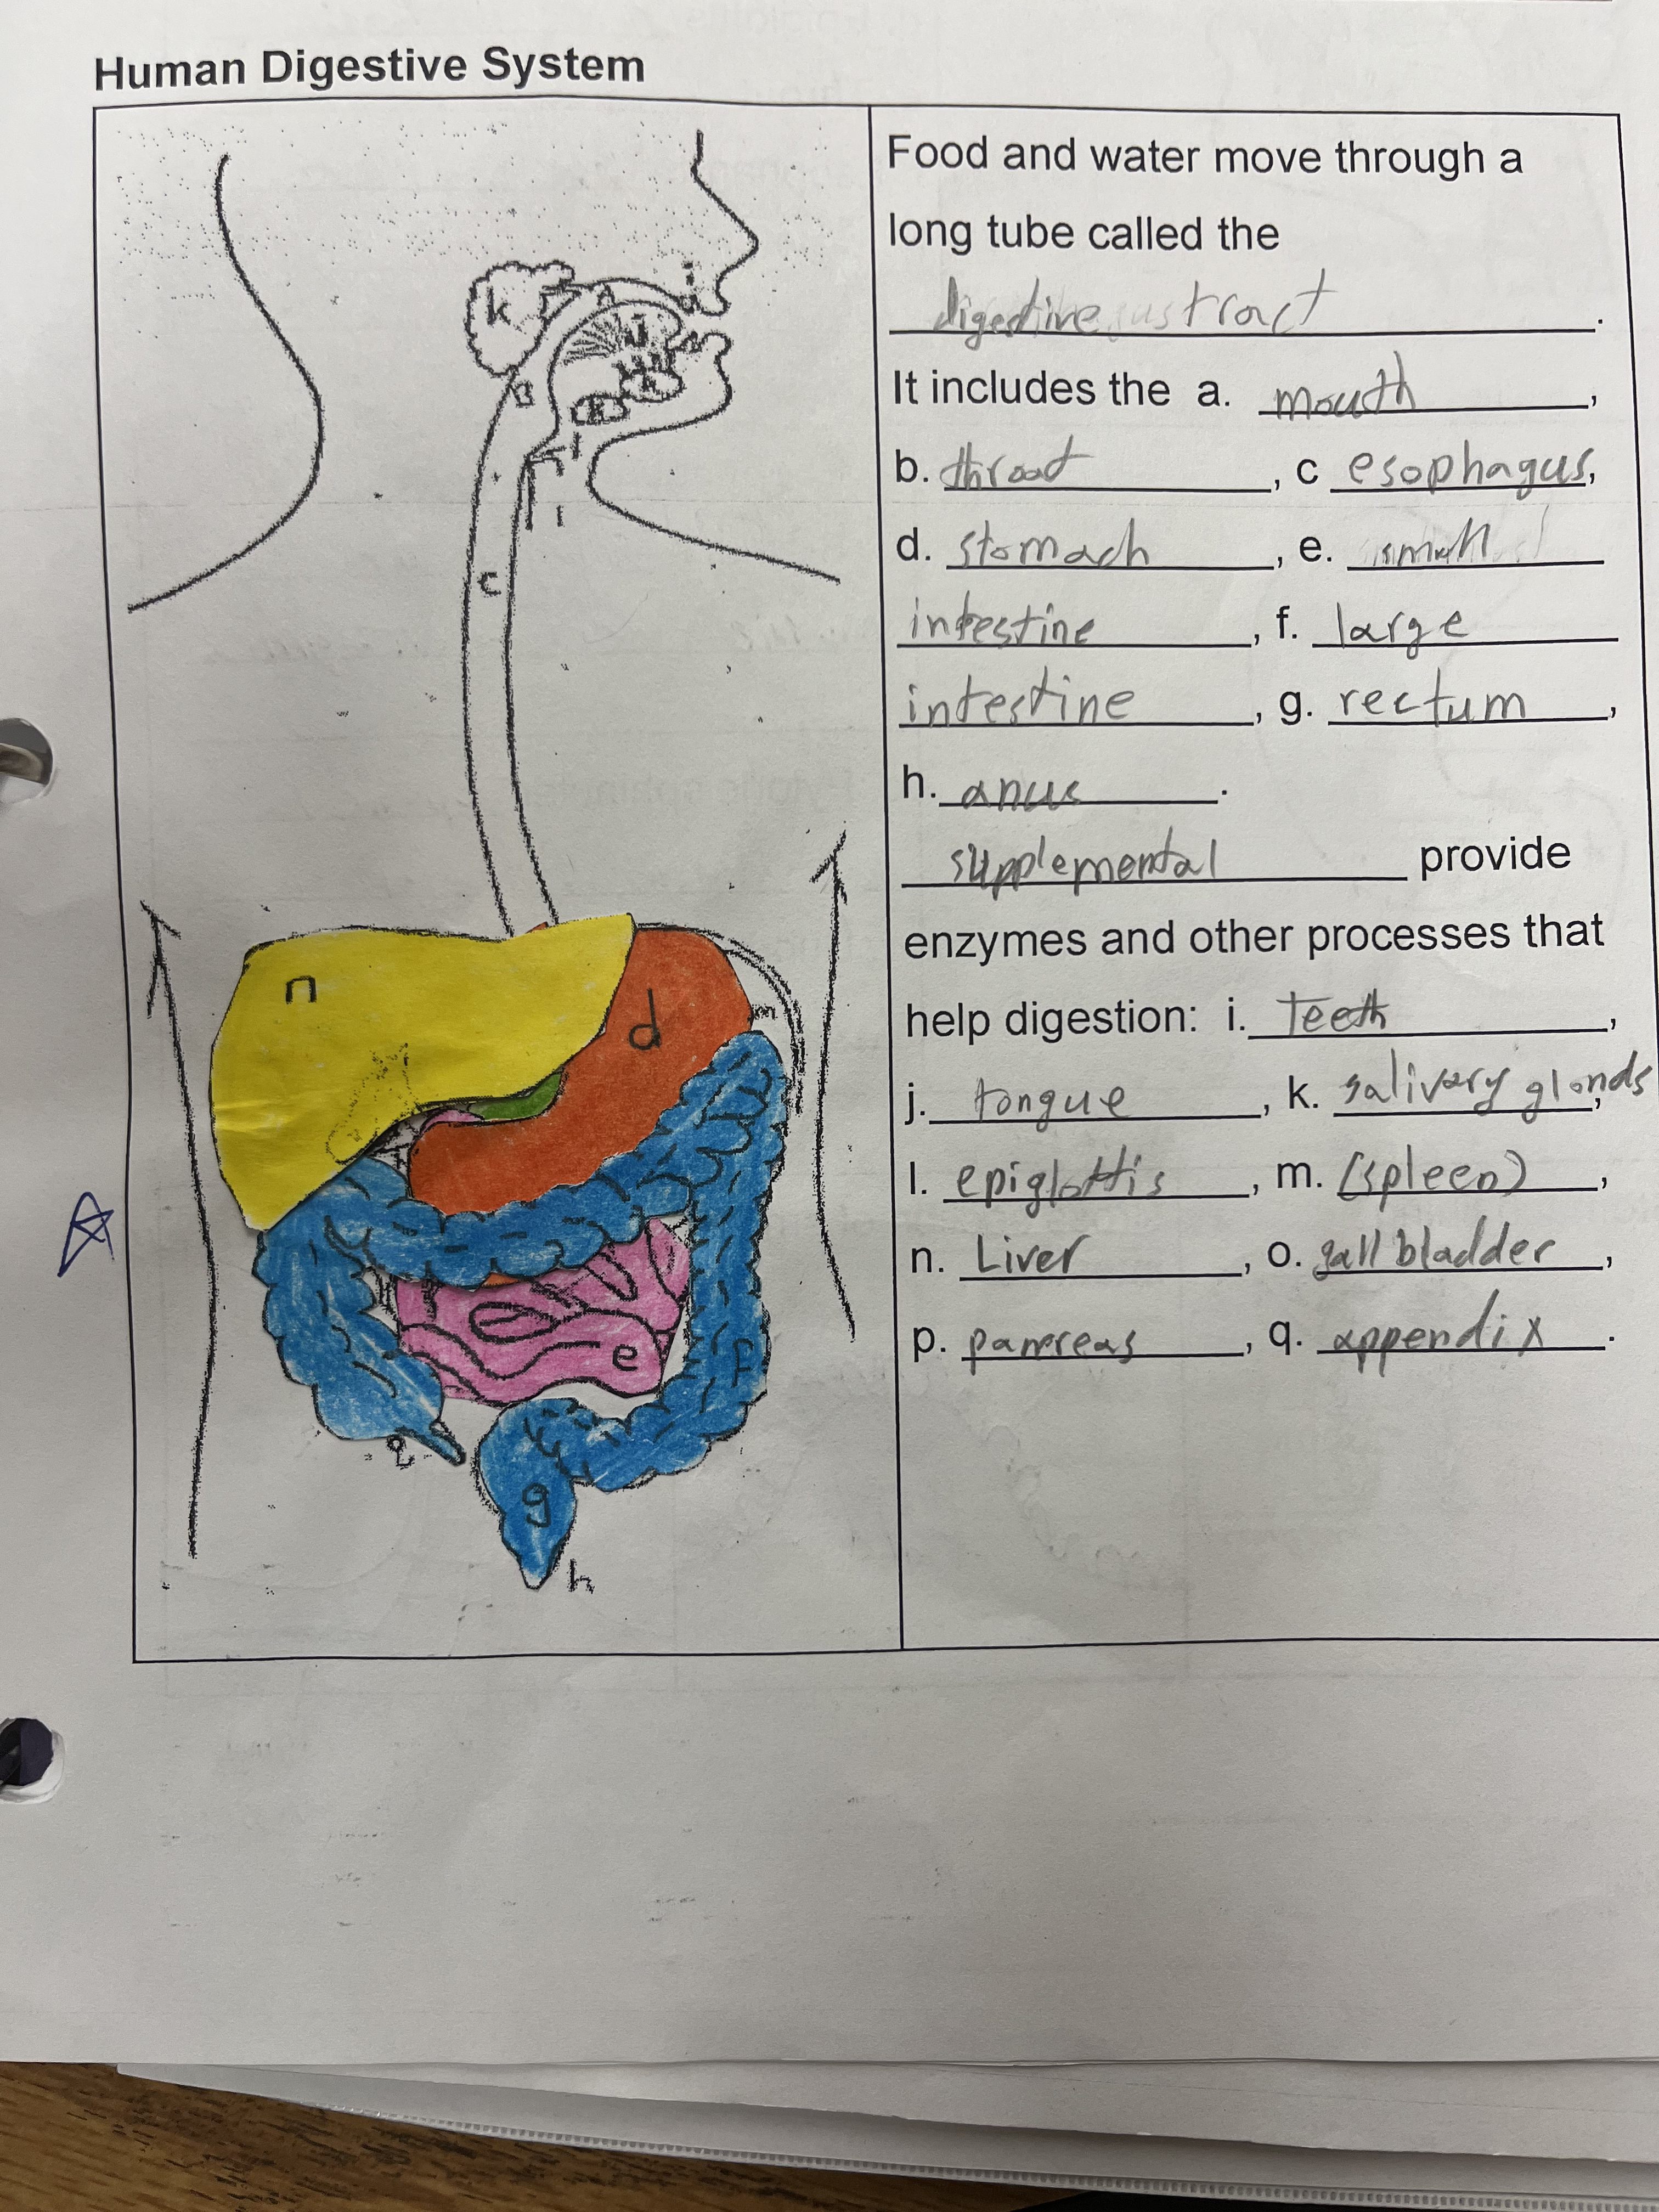 Human Digestive System
k
A
i
J
B
k
l
c
n
d
m
e
f
q
g
h
Food and water move through a
long tube called the
digestive tract.
It includes the a. mouth,
b. throat, c esophagus,
d. stomach, e. small
intestine, f. large
intestine, g. rectum,
h. anus.
supplemental provide
enzymes and other processes that
help digestion: i. Teeth,
j. tongue, k. salivary glands,
l. epiglottis, m. (spleen),
n. Liver, o. gall bladder,
p. panreas, q. appendix.